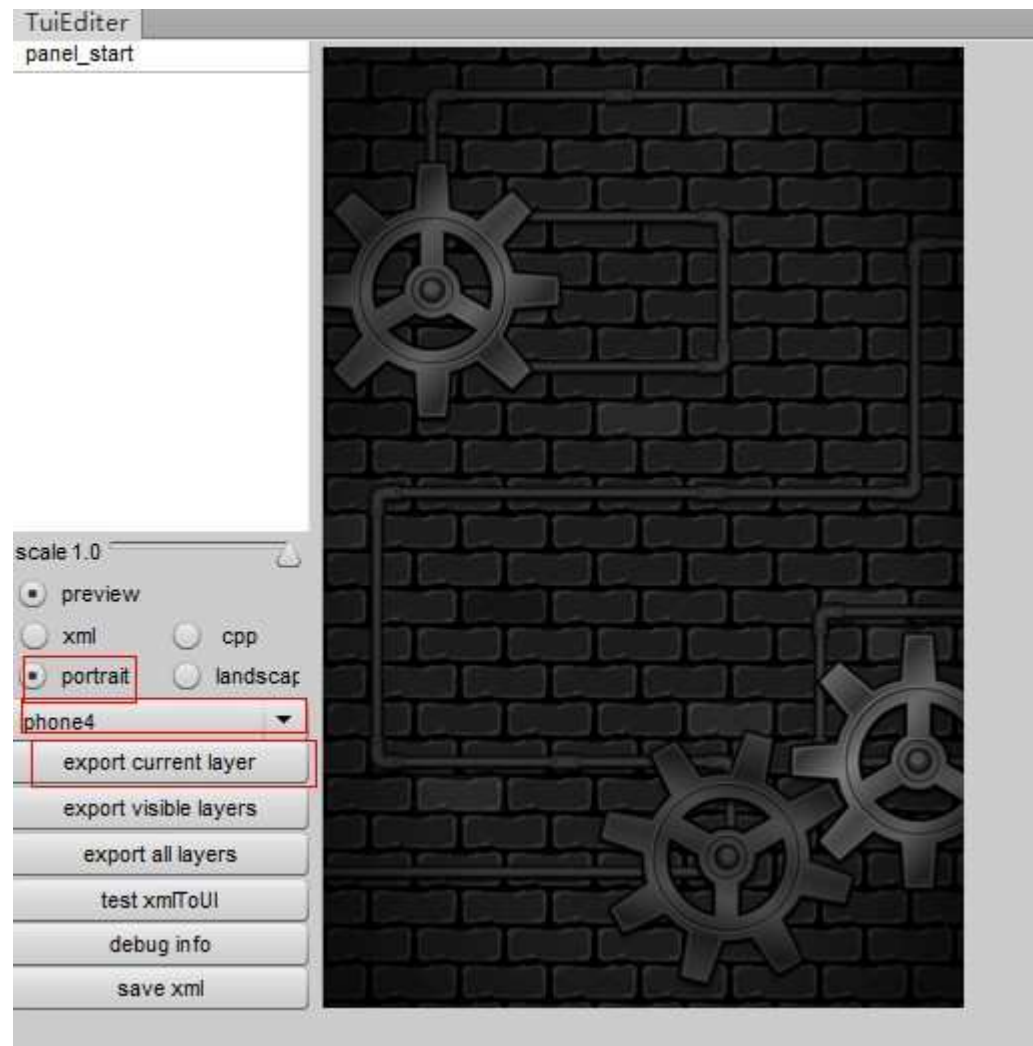 TuiEditer
panel_start
scale 1.0
preview
xml cpp
portrait landscap
phone4
export current layer
export visible layers
export all layers
test xmlToUI
debug info
save xml